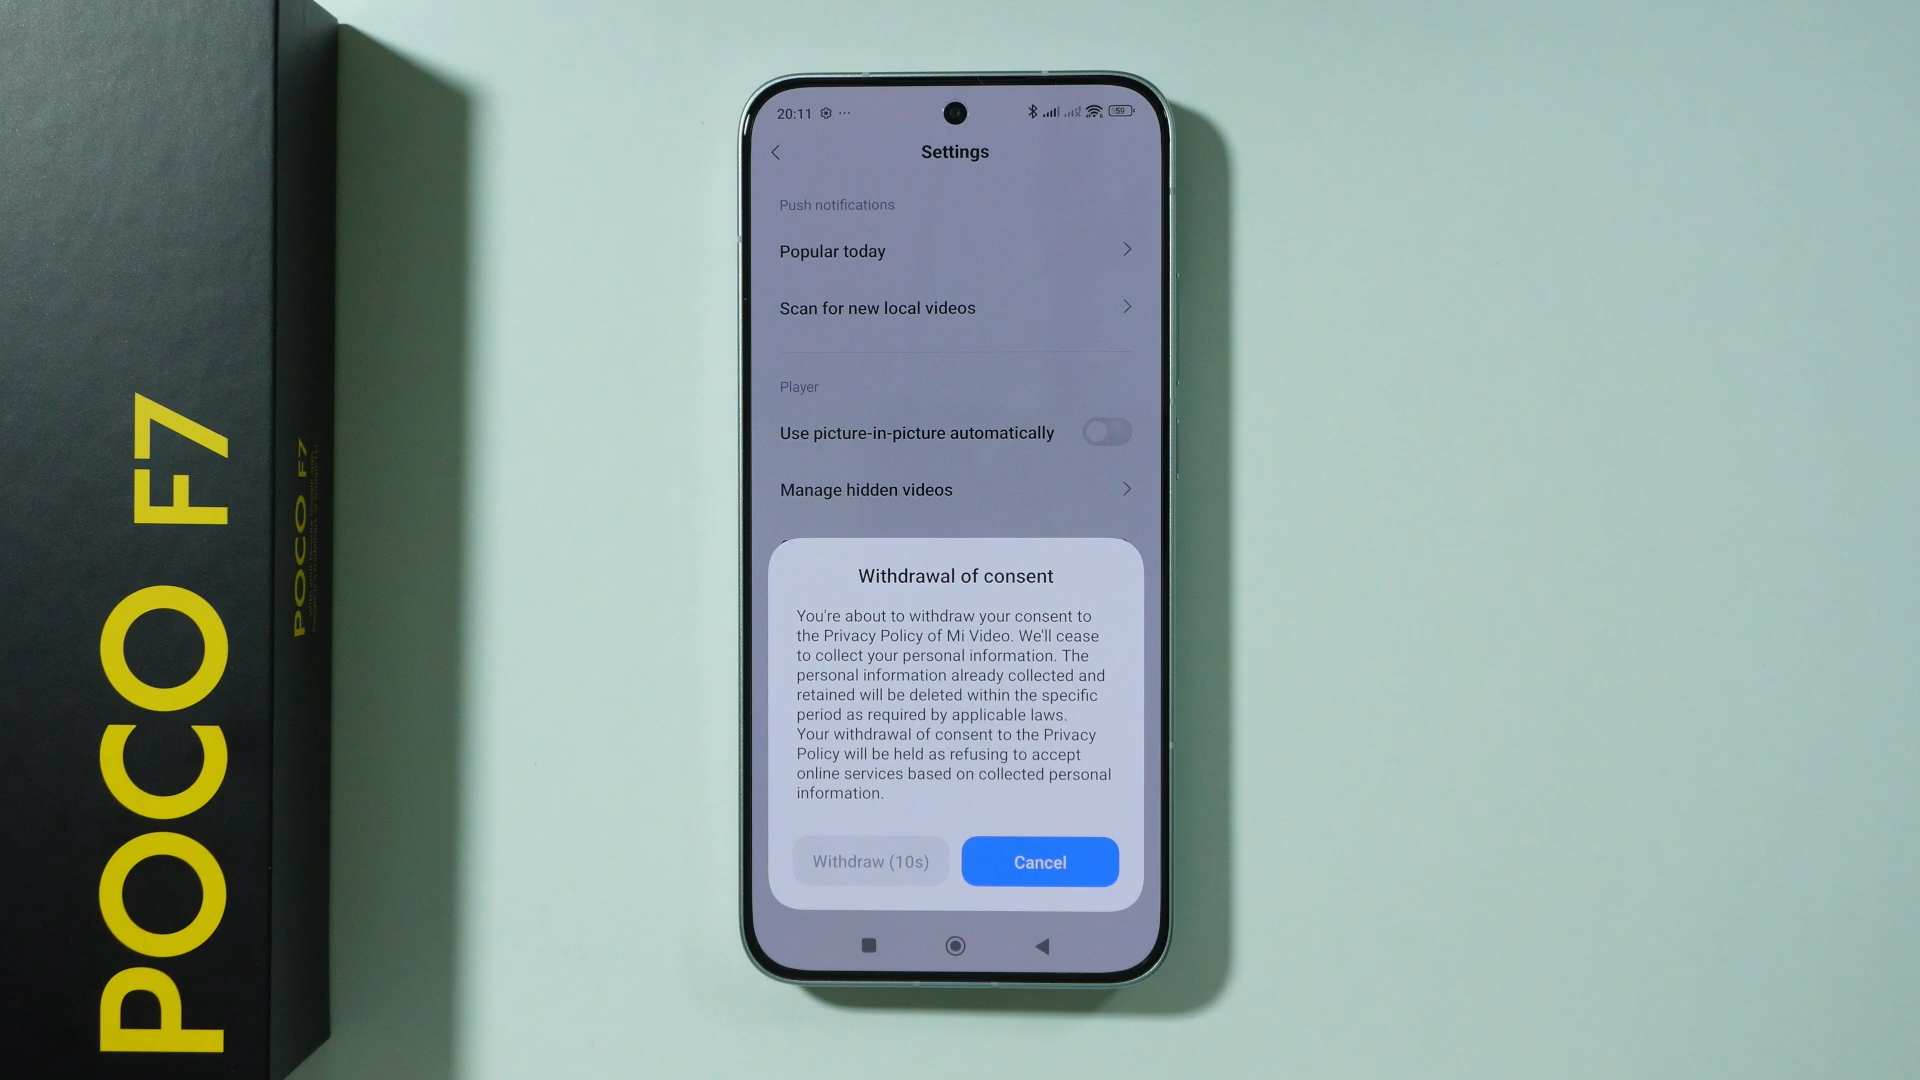 POCO F7
POCO F7
20:11
59
Settings
Push notifications
Popular today
Scan for new local videos
Player
Use picture-in-picture automatically
Manage hidden videos
Withdrawal of consent
You're about to withdraw your consent to
the Privacy Policy of Mi Video. We'll cease
to collect your personal information. The
personal information already collected and
retained will be deleted within the specific
period as required by applicable laws.
Your withdrawal of consent to the Privacy
Policy will be held as refusing to accept
online services based on collected personal
information.
Withdraw (10s)
Cancel